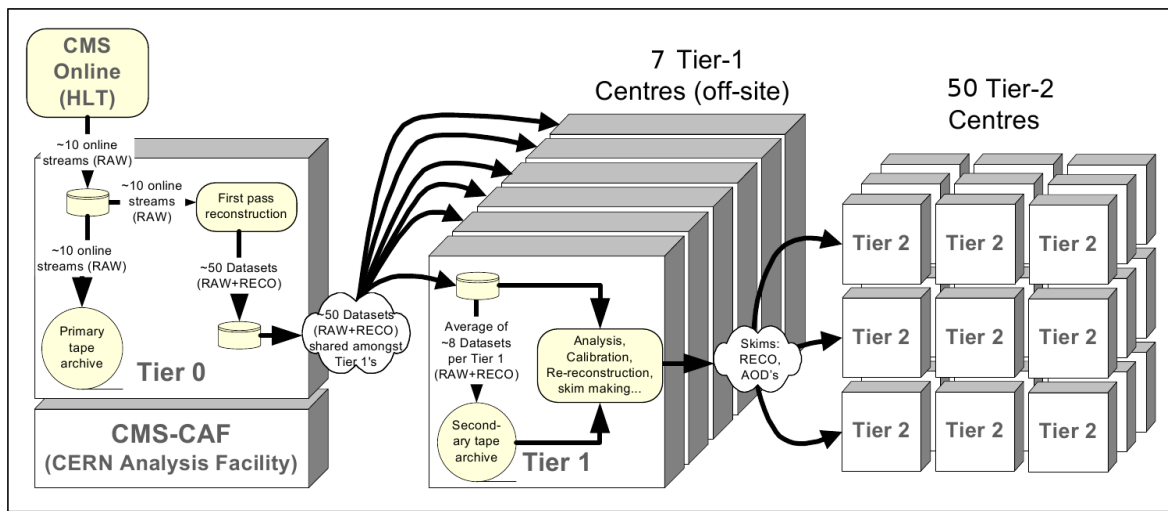 CMS
Online
(HLT)
~10 online
streams (RAW)
~10 online
streams
(RAW)
First pass
reconstruction
~10 online
streams (RAW)
~50 Datasets
(RAW+RECO)
Primary
tape
archive
Tier 0
CMS-CAF
(CERN Analysis Facility)
~50 Datasets
(RAW+RECO)
shared amongst
Tier 1's
7 Tier-1
Centres (off-site)
Average of
~8 Datasets
per Tier 1
(RAW+RECO)
Analysis,
Calibration,
Re-reconstruction,
skim making...
Second-
ary tape
archive
Tier 1
Skims:
RECO,
AOD's
50 Tier-2
Centres
Tier 2
Tier 2
Tier 2
Tier 2
Tier 2
Tier 2
Tier 2
Tier 2
Tier 2